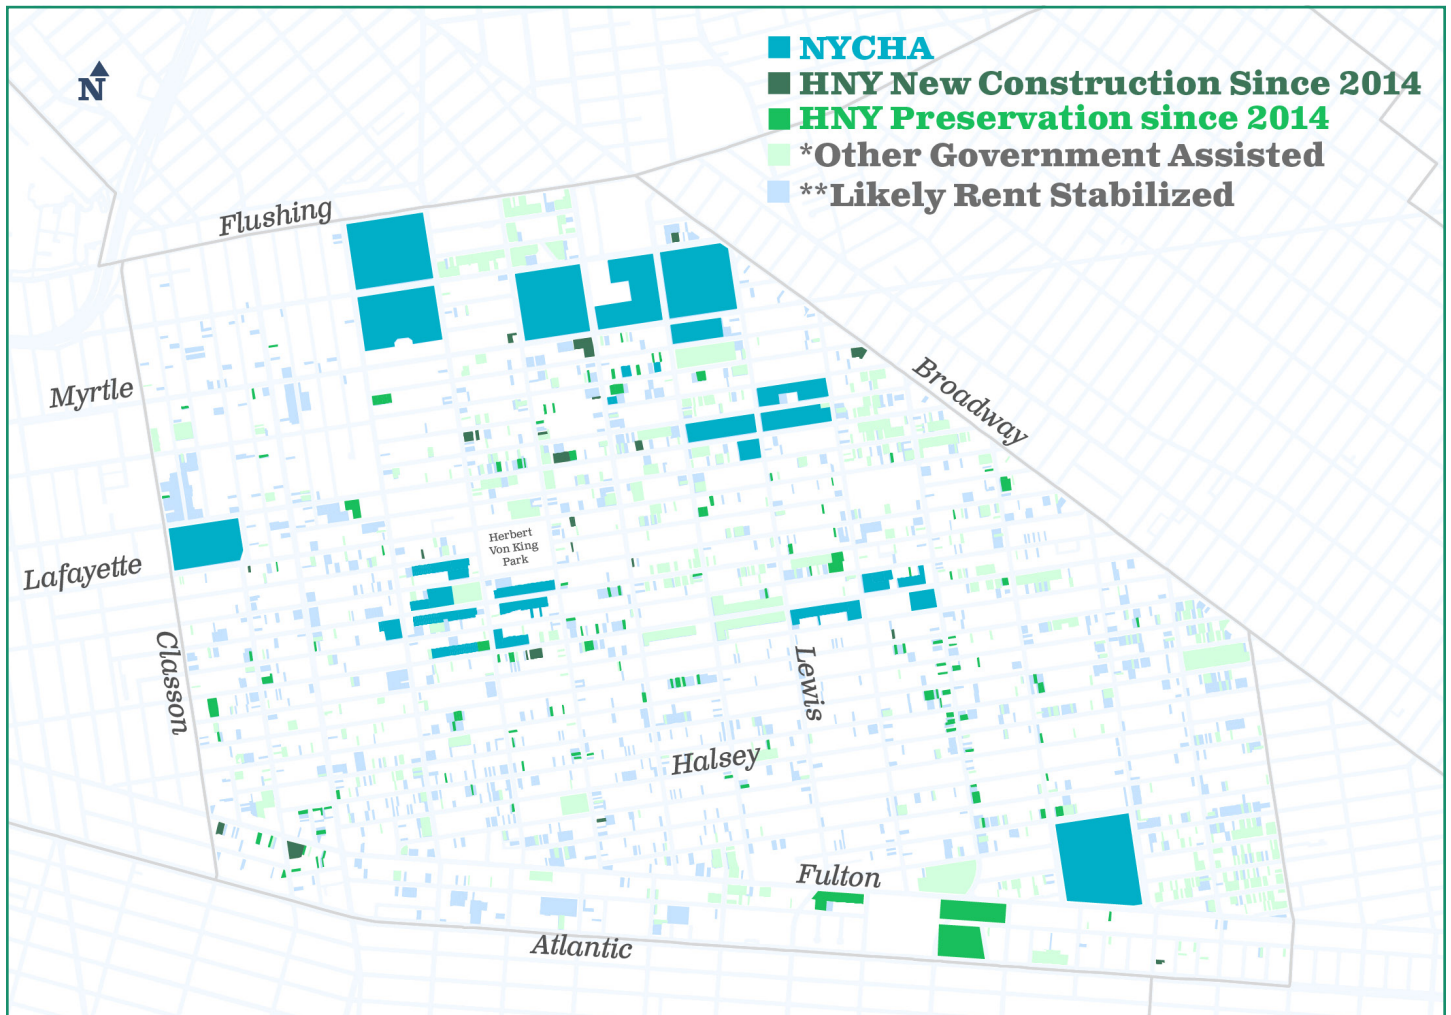 NYCHA
HNY New Construction Since 2014
HNY Preservation since 2014
*Other Government Assisted
**Likely Rent Stabilized
N
Flushing
Myrtle
Broadway
Lafayette
Herbert
Von King
Park
Classon
Lewis
Halsey
Fulton
Atlantic